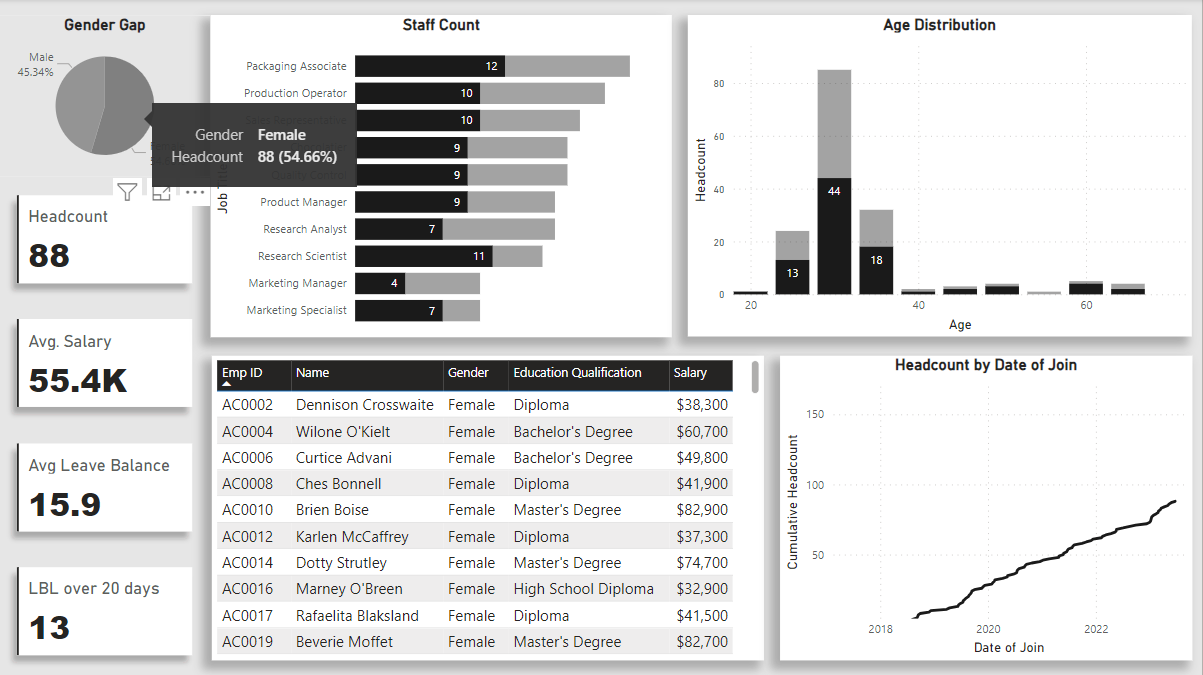 Gender Gap
Male
45.34%
Gender Female
Headcount 88 (54.66%)
Headcount
88
Avg. Salary
55.4K
Avg Leave Balance
15.9
LBL over 20 days
13
Staff Count
Job Title
Packaging Associate 12
Production Operator 10
10
9
9
Product Manager 9
Research Analyst 7
Research Scientist 11
Marketing Manager 4
Marketing Specialist 7
Age Distribution
Headcount
80
60
40
20
0
13
44
18
20 40 60
Age
Emp ID Name Gender Education Qualification Salary
AC0002 Dennison Crosswaite Female Diploma $38,300
AC0004 Wilone O'Kielt Female Bachelor's Degree $60,700
AC0006 Curtice Advani Female Bachelor's Degree $49,800
AC0008 Ches Bonnell Female Diploma $41,900
AC0010 Brien Boise Female Master's Degree $82,900
AC0012 Karlen McCaffrey Female Diploma $37,300
AC0014 Dotty Strutley Female Master's Degree $74,700
AC0016 Marney O'Breen Female High School Diploma $32,900
AC0017 Rafaelita Blaksland Female Diploma $41,500
AC0019 Beverie Moffet Female Master's Degree $82,700
Headcount by Date of Join
Cumulative Headcount
150
100
50
2018 2020 2022
Date of Join